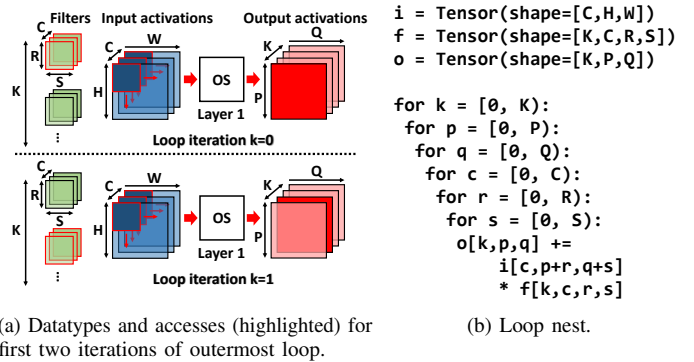 Filters Input activations Output activations
C
R
S
K
⋮
C
W
H
OS
Layer 1
K
Q
P
Loop iteration k=0
C
R
S
K
⋮
C
W
H
OS
Layer 1
K
Q
P
Loop iteration k=1
(a) Datatypes and accesses (highlighted) for
first two iterations of outermost loop.
i = Tensor(shape=[C,H,W])
f = Tensor(shape=[K,C,R,S])
o = Tensor(shape=[K,P,Q])
for k = [0, K):
for p = [0, P):
for q = [0, Q):
for c = [0, C):
for r = [0, R):
for s = [0, S):
o[k,p,q] +=
i[c,p+r,q+s]
* f[k,c,r,s]
(b) Loop nest.